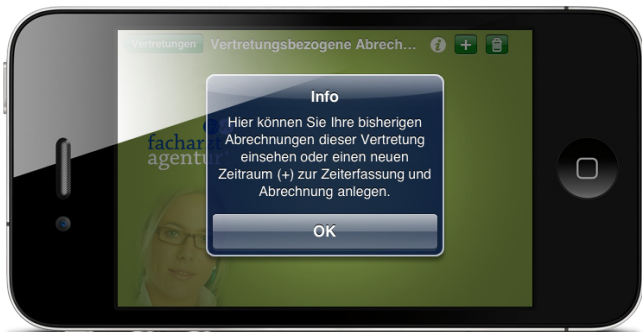 Vertretungen Vertretungsbezogene Abrech...
Info
Hier können Sie Ihre bisherigen
Abrechnungen dieser Vertretung
einsehen oder einen neuen
Zeitraum (+) zur Zeiterfassung und
Abrechnung anlegen.
OK
facharzt
agentur